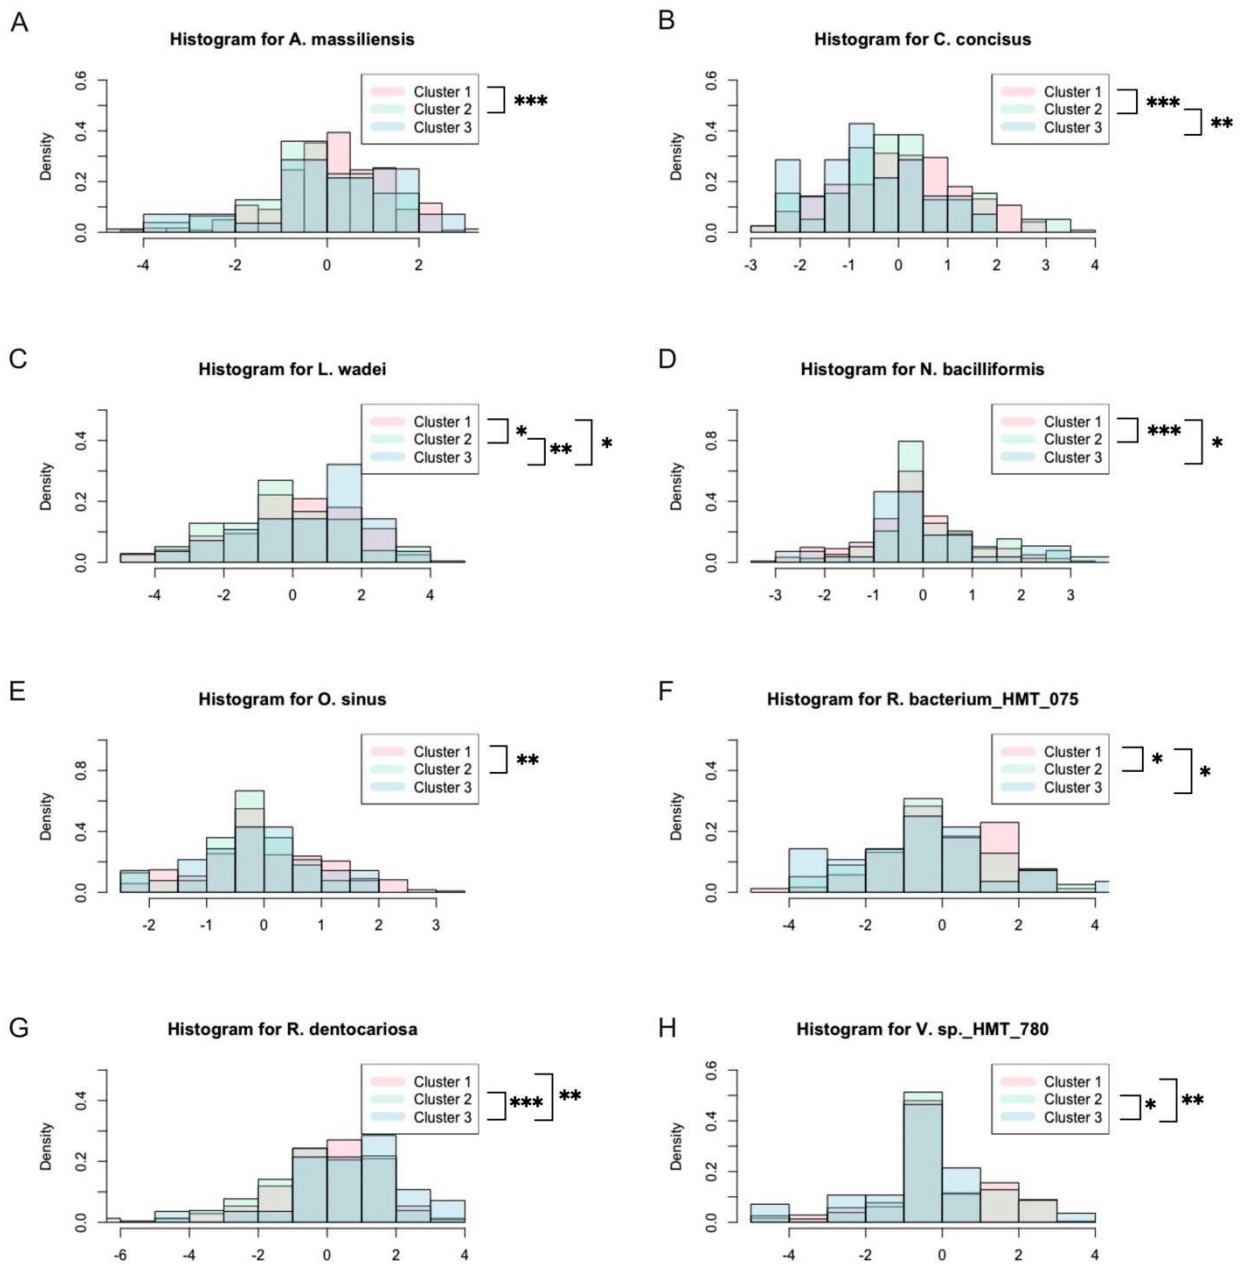 A
Histogram for A. massiliensis
Density
0.0 0.2 0.4 0.6
-4 -2 0 2
Cluster 1
Cluster 2
Cluster 3
***
B
Histogram for C. concisus
Density
0.0 0.2 0.4 0.6
-3 -2 -1 0 1 2 3 4
Cluster 1
Cluster 2
Cluster 3
***
**
C
Histogram for L. wadei
Density
0.0 0.2 0.4
-4 -2 0 2 4
Cluster 1
Cluster 2
Cluster 3
*
**
*
D
Histogram for N. bacilliformis
Density
0.0 0.4 0.8
-3 -2 -1 0 1 2 3
Cluster 1
Cluster 2
Cluster 3
***
*
E
Histogram for O. sinus
Density
0.0 0.4 0.8
-2 -1 0 1 2 3
Cluster 1
Cluster 2
Cluster 3
**
F
Histogram for R. bacterium_HMT_075
Density
0.0 0.2 0.4
-4 -2 0 2 4
Cluster 1
Cluster 2
Cluster 3
*
*
G
Histogram for R. dentocariosa
Density
0.0 0.2 0.4
-6 -4 -2 0 2 4
Cluster 1
Cluster 2
Cluster 3
***
**
H
Histogram for V. sp._HMT_780
Density
0.0 0.2 0.4 0.6
-4 -2 0 2 4
Cluster 1
Cluster 2
Cluster 3
*
**